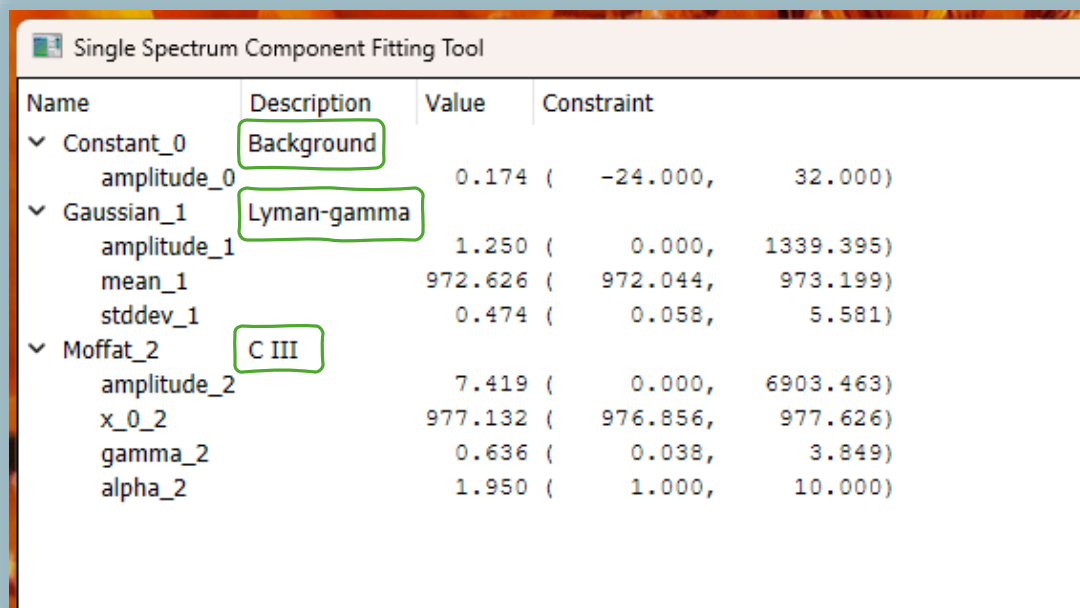 Single Spectrum Component Fitting Tool
Name Description Value Constraint
Constant_0 Background
amplitude_0 0.174 ( -24.000, 32.000)
Gaussian_1 Lyman-gamma
amplitude_1 1.250 ( 0.000, 1339.395)
mean_1 972.626 ( 972.044, 973.199)
stddev_1 0.474 ( 0.058, 5.581)
Moffat_2 C III
amplitude_2 7.419 ( 0.000, 6903.463)
x_0_2 977.132 ( 976.856, 977.626)
gamma_2 0.636 ( 0.038, 3.849)
alpha_2 1.950 ( 1.000, 10.000)